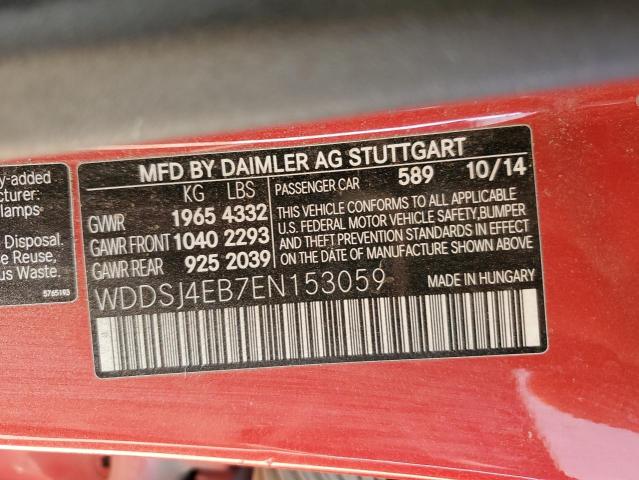 y-added
cturer:
lamps
Disposal.
e Reuse,
us Waste.
5765193
MFD BY DAIMLER AG STUTTGART
KG LBS
GVWR 1965 4332
GAWR FRONT 1040 2293
GAWR REAR 925 2039
PASSENGER CAR 589 10/14
THIS VEHICLE CONFORMS TO ALL APPLICABLE
U.S. FEDERAL MOTOR VEHICLE SAFETY, BUMPER
AND THEFT PREVENTION STANDARDS IN EFFECT
ON THE DATE OF MANUFACTURE SHOWN ABOVE
WDDSJ4EB7EN153059
MADE IN HUNGARY